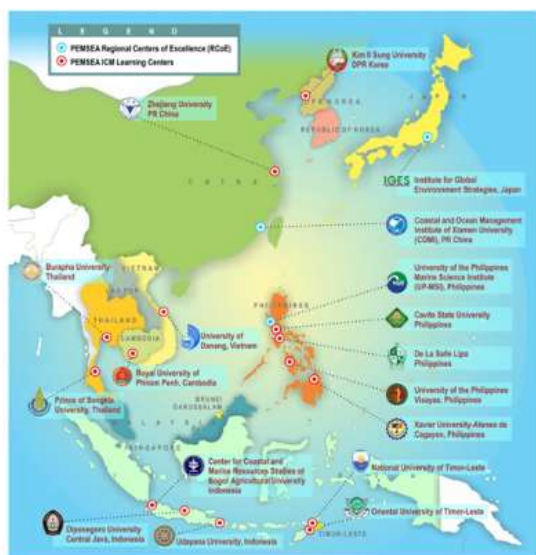 LEGEND
PEMSEA Regional Centers of Excellence (RCoE)
PEMSEA ICM Learning Centers
Kim Il Sung University
DPR Korea
Zhejiang University
PR China
DPR KOREA
REPUBLIC OF KOREA
JAPAN
CHINA
IGES Institute for Global
Environment Strategies, Japan
Coastal and Ocean Management
Institute of Xiamen University
(COMI), PR China
Burapha University
Thailand
VIETNAM
THAILAND
CAMBODIA
PHILIPPINES
University of the Philippines
Marine Science Institute
(UP-MSI), Philippines
Cavite State University
Philippines
University of
Danang, Vietnam
De La Salle Lipa
Philippines
Royal University of
Phnom Penh, Cambodia
University of the Philippines
Visayas, Philippines
Prince of Songkla
University, Thailand
BRUNEI
DARUSSALAM
Xavier University-Ateneo de
Cagayan, Philippines
MALAYSIA
SINGAPORE
Center for Coastal and
Marine Resources Studies of
Bogor Agricultural University
Indonesia
National University of Timor-Leste
Oriental University of Timor-Leste
Diponegoro University
Central Java, Indonesia
Udayana University, Indonesia
TIMOR-LESTE